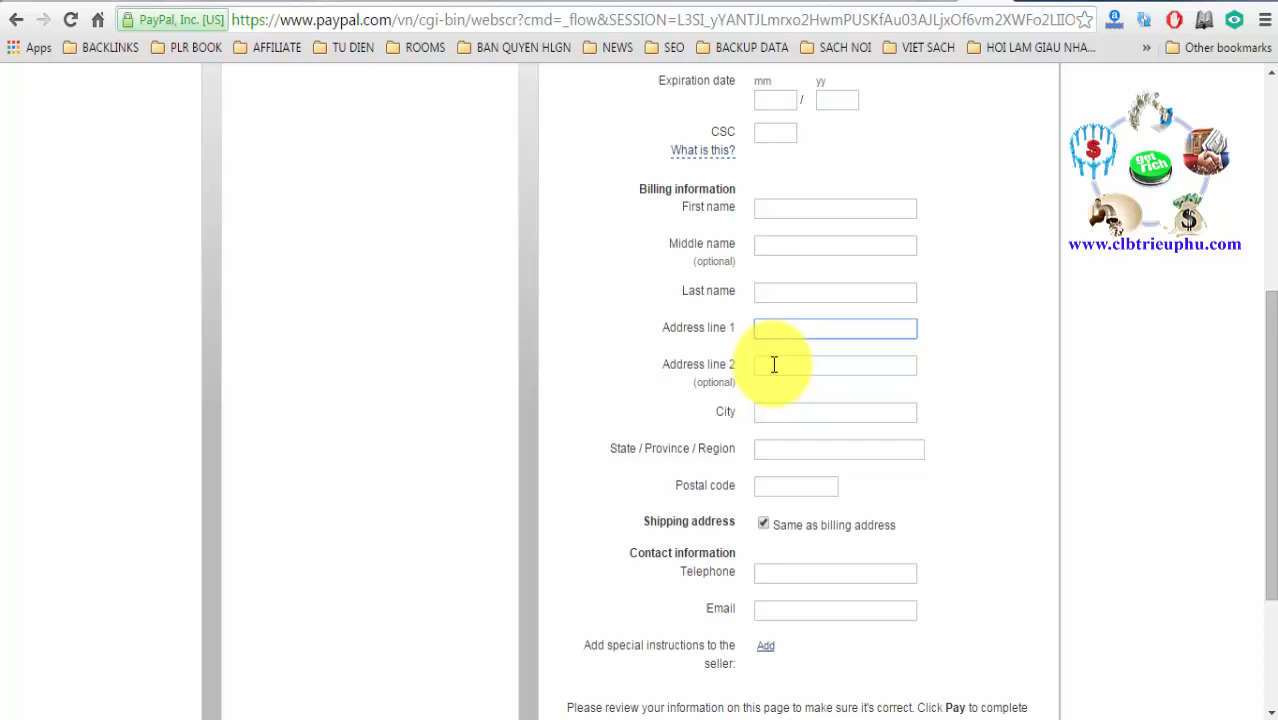 PayPal, Inc. [US]
https://www.paypal.com/vn/cgi-bin/webscr?cmd=_flow&SESSION=L3SI_yYANTJLmrxo2HwmPUSKfAu03AJLjxOf6vm2XWFo2LIIO
Apps BACKLINKS PLR BOOK AFFILIATE TU DIEN ROOMS BAN QUYEN HLGN NEWS SEO BACKUP DATA SACH NOI VIET SACH HOI LAM GIAU NHA... » Other bookmarks
Expiration date mm / yy
CSC
What is this?
Billing information
First name
Middle name
(optional)
Last name
Address line 1
Address line 2
(optional)
City
State / Province / Region
Postal code
Shipping address Same as billing address
Contact information
Telephone
Email
Add special instructions to the Add
seller:
Please review your information on this page to make sure it's correct. Click Pay to complete
$
get
rich
$
www.clbtrieuphu.com